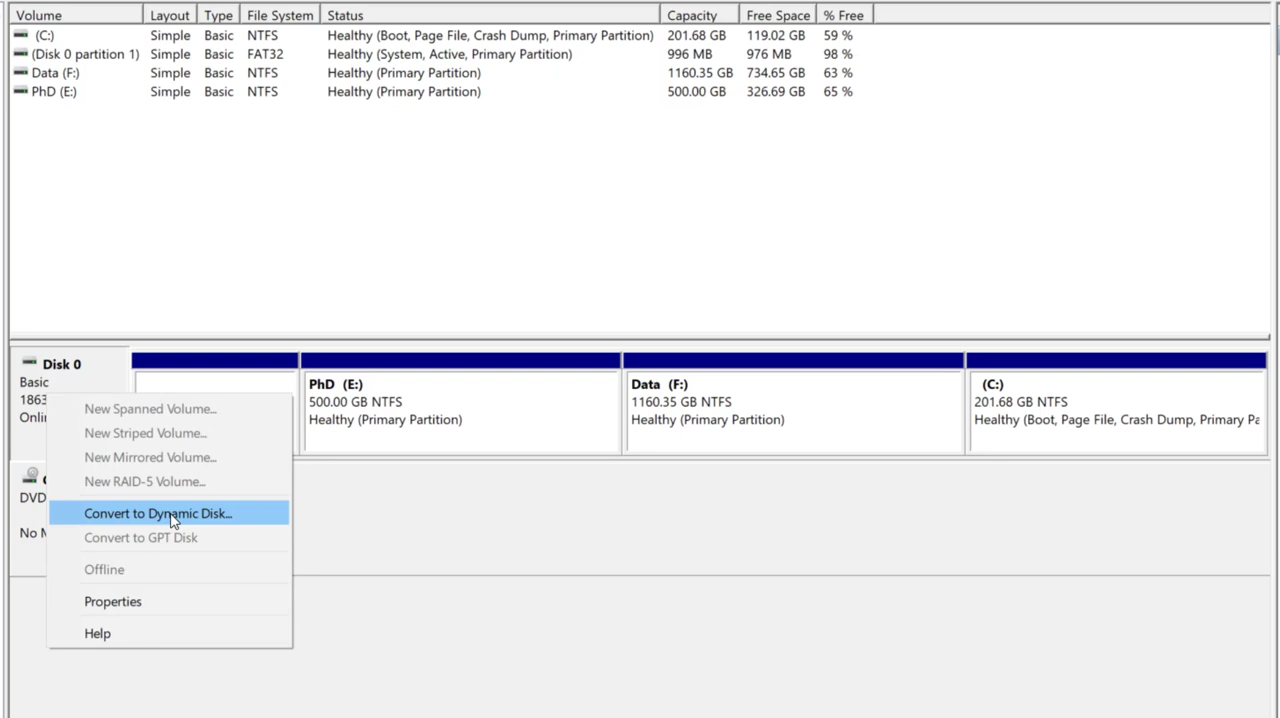 Volume Layout Type File System Status Capacity Free Space % Free
(C:) Simple Basic NTFS Healthy (Boot, Page File, Crash Dump, Primary Partition) 201.68 GB 119.02 GB 59 %
(Disk 0 partition 1) Simple Basic FAT32 Healthy (System, Active, Primary Partition) 996 MB 976 MB 98 %
Data (F:) Simple Basic NTFS Healthy (Primary Partition) 1160.35 GB 734.65 GB 63 %
PhD (E:) Simple Basic NTFS Healthy (Primary Partition) 500.00 GB 326.69 GB 65 %
Disk 0
Basic
1863
Onlin
PhD (E:)
500.00 GB NTFS
Healthy (Primary Partition)
Data (F:)
1160.35 GB NTFS
Healthy (Primary Partition)
(C:)
201.68 GB NTFS
Healthy (Boot, Page File, Crash Dump, Primary Pa
DVD
No M
New Spanned Volume...
New Striped Volume...
New Mirrored Volume...
New RAID-5 Volume...
Convert to Dynamic Disk...
Convert to GPT Disk
Offline
Properties
Help